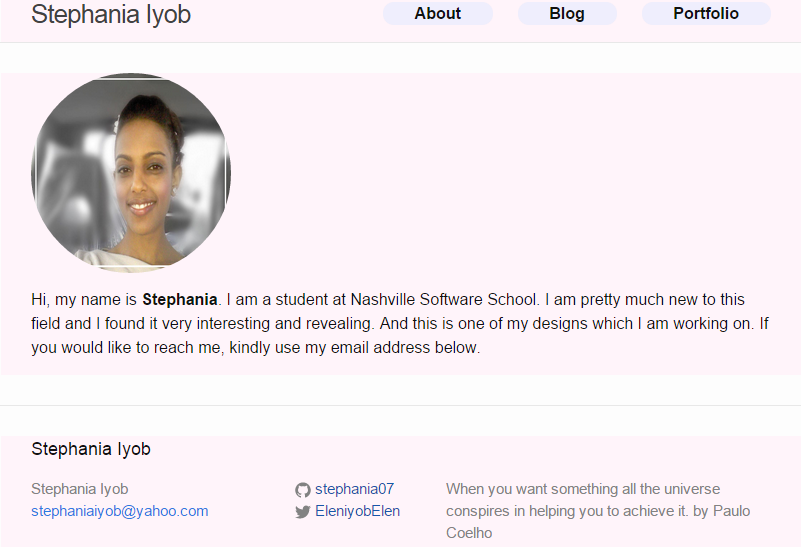 Stephania Iyob
About
Blog
Portfolio
Hi, my name is Stephania. I am a student at Nashville Software School. I am pretty much new to this
field and I found it very interesting and revealing. And this is one of my designs which I am working on. If
you would like to reach me, kindly use my email address below.
Stephania Iyob
Stephania Iyob
stephaniaiyob@yahoo.com
stephania07
EleniyobElen
When you want something all the universe
conspires in helping you to achieve it. by Paulo
Coelho